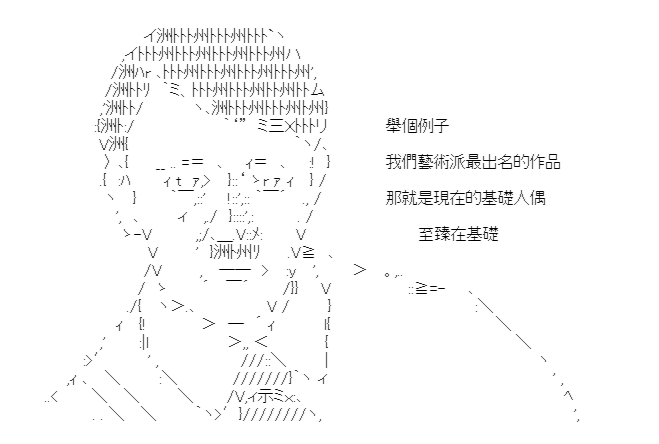 舉個例子
我們藝術派最出名的作品
那就是現在的基礎人偶
至臻在基礎